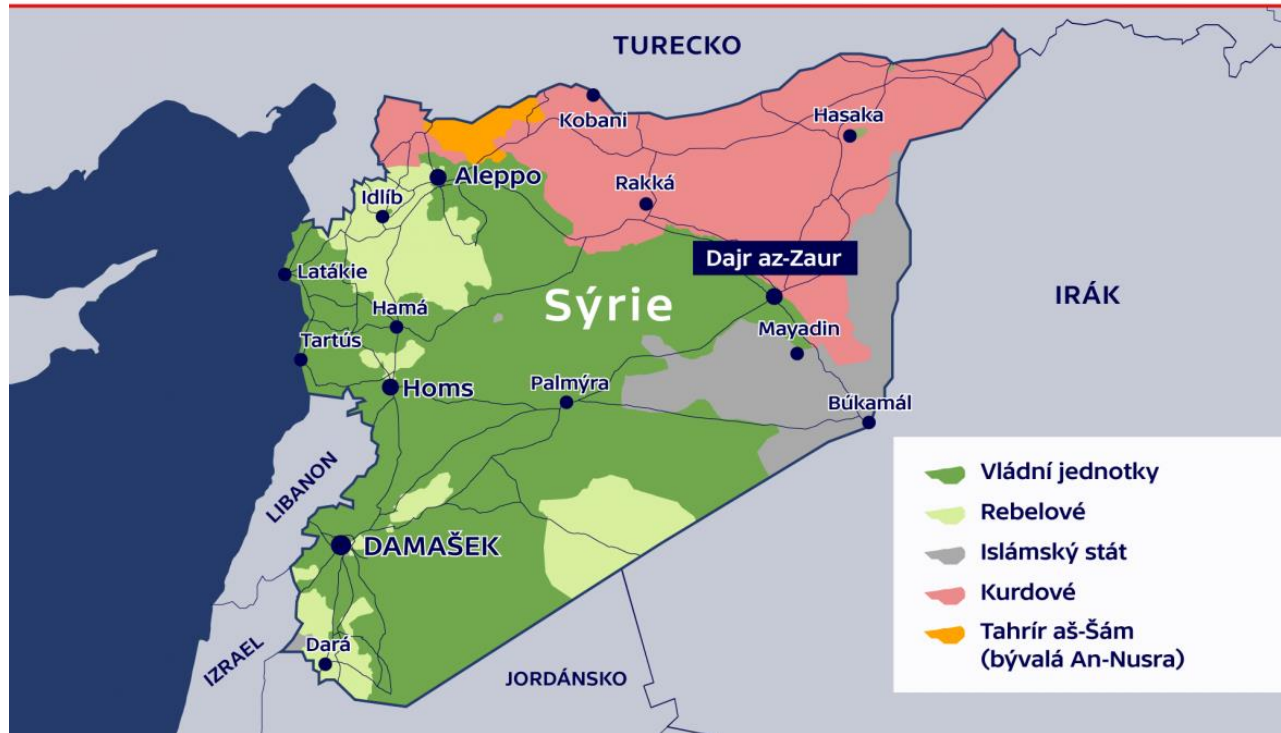 TURECKO
Kobani
Hasaka
Aleppo
Idlíb
Rakká
Dajr az-Zaur
Latákie
Sýrie
IRÁK
Hamá
Mayadin
Tartús
Homs
Palmýra
Búkamál
LIBANON
DAMAŠEK
IZRAEL
Dará
JORDÁNSKO
Vládní jednotky
Rebelové
Islámský stát
Kurdové
Tahrír aš-Šám
(bývalá An-Nusra)